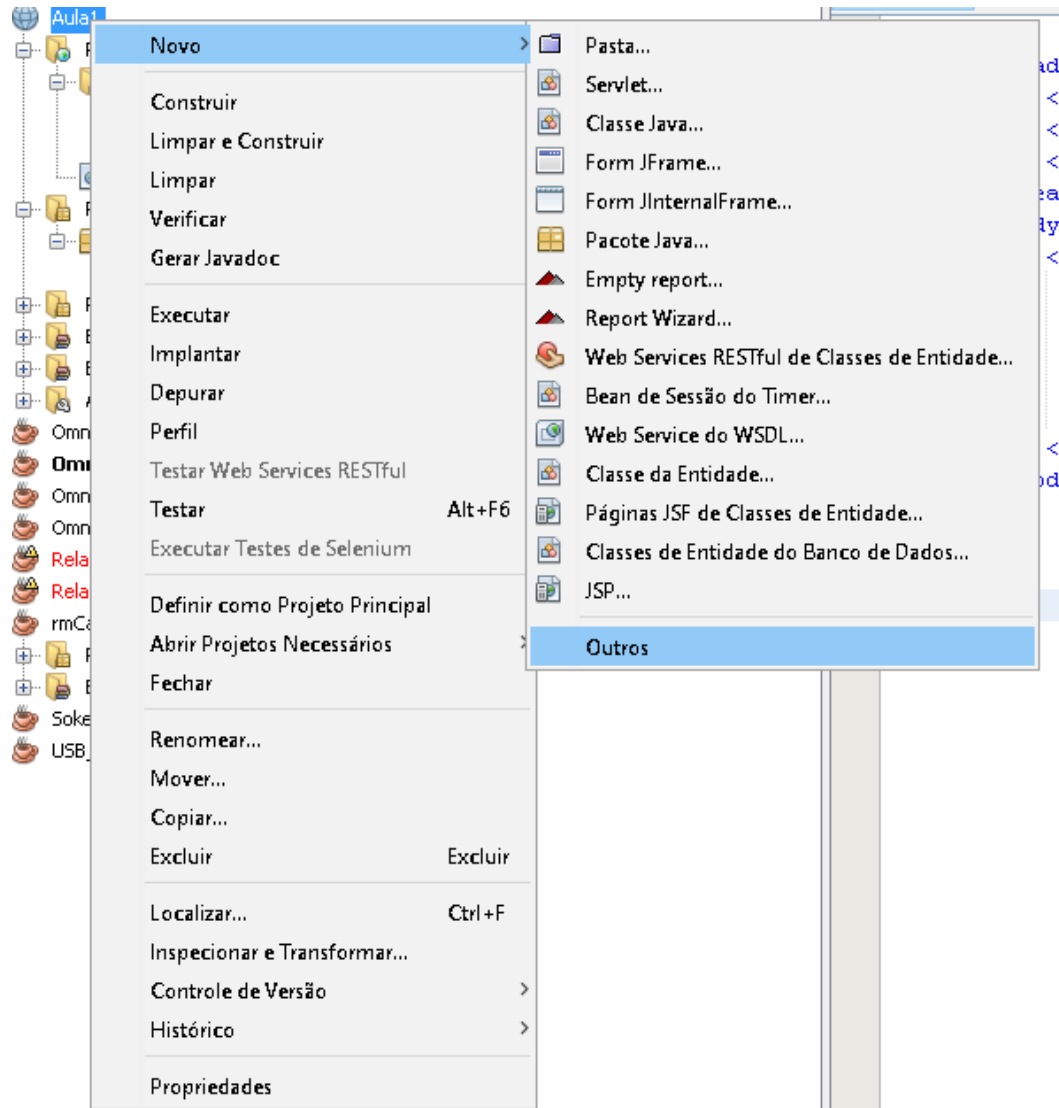 Aula1
Omn
Omn
Omn
Rela
Rela
rmCa
Soke
USB_
Novo
Construir
Limpar e Construir
Limpar
Verificar
Gerar Javadoc
Executar
Implantar
Depurar
Perfil
Testar Web Services RESTful
Testar Alt+F6
Executar Testes de Selenium
Definir como Projeto Principal
Abrir Projetos Necessários
Fechar
Renomear...
Mover...
Copiar...
Excluir Excluir
Localizar... Ctrl+F
Inspecionar e Transformar...
Controle de Versão
Histórico
Propriedades
Pasta...
Servlet...
Classe Java...
Form JFrame...
Form JInternalFrame...
Pacote Java...
Empty report...
Report Wizard...
Web Services RESTful de Classes de Entidade...
Bean de Sessão do Timer...
Web Service do WSDL...
Classe da Entidade...
Páginas JSF de Classes de Entidade...
Classes de Entidade do Banco de Dados...
JSP...
Outros
ad
<
<
<
ea
dy
<
<
od